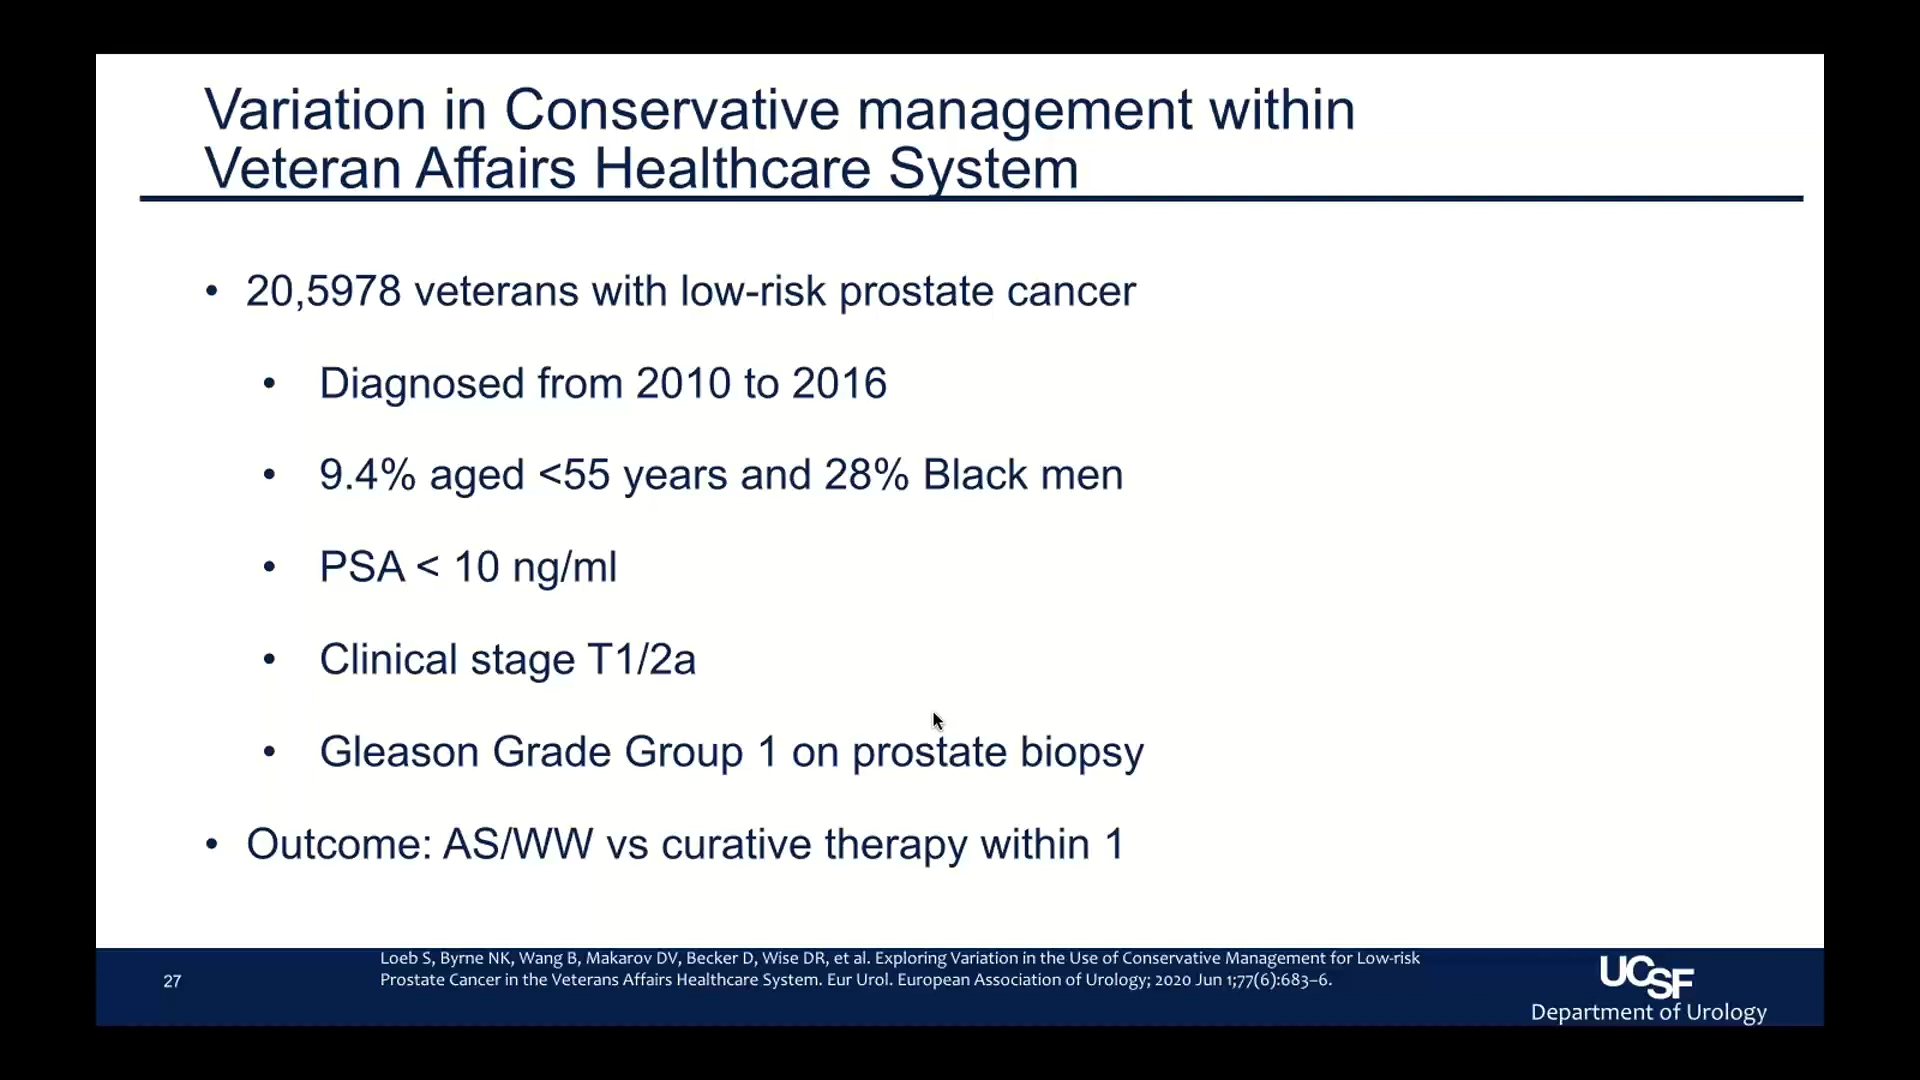 Variation in Conservative management within
Veteran Affairs Healthcare System
• 20,5978 veterans with low-risk prostate cancer
• Diagnosed from 2010 to 2016
• 9.4% aged <55 years and 28% Black men
• PSA < 10 ng/ml
• Clinical stage T1/2a
• Gleason Grade Group 1 on prostate biopsy
• Outcome: AS/WW vs curative therapy within 1
27
Loeb S, Byrne NK, Wang B, Makarov DV, Becker D, Wise DR, et al. Exploring Variation in the Use of Conservative Management for Low-risk
Prostate Cancer in the Veterans Affairs Healthcare System. Eur Urol. European Association of Urology; 2020 Jun 1;77(6):683–6.
UCSF
Department of Urology